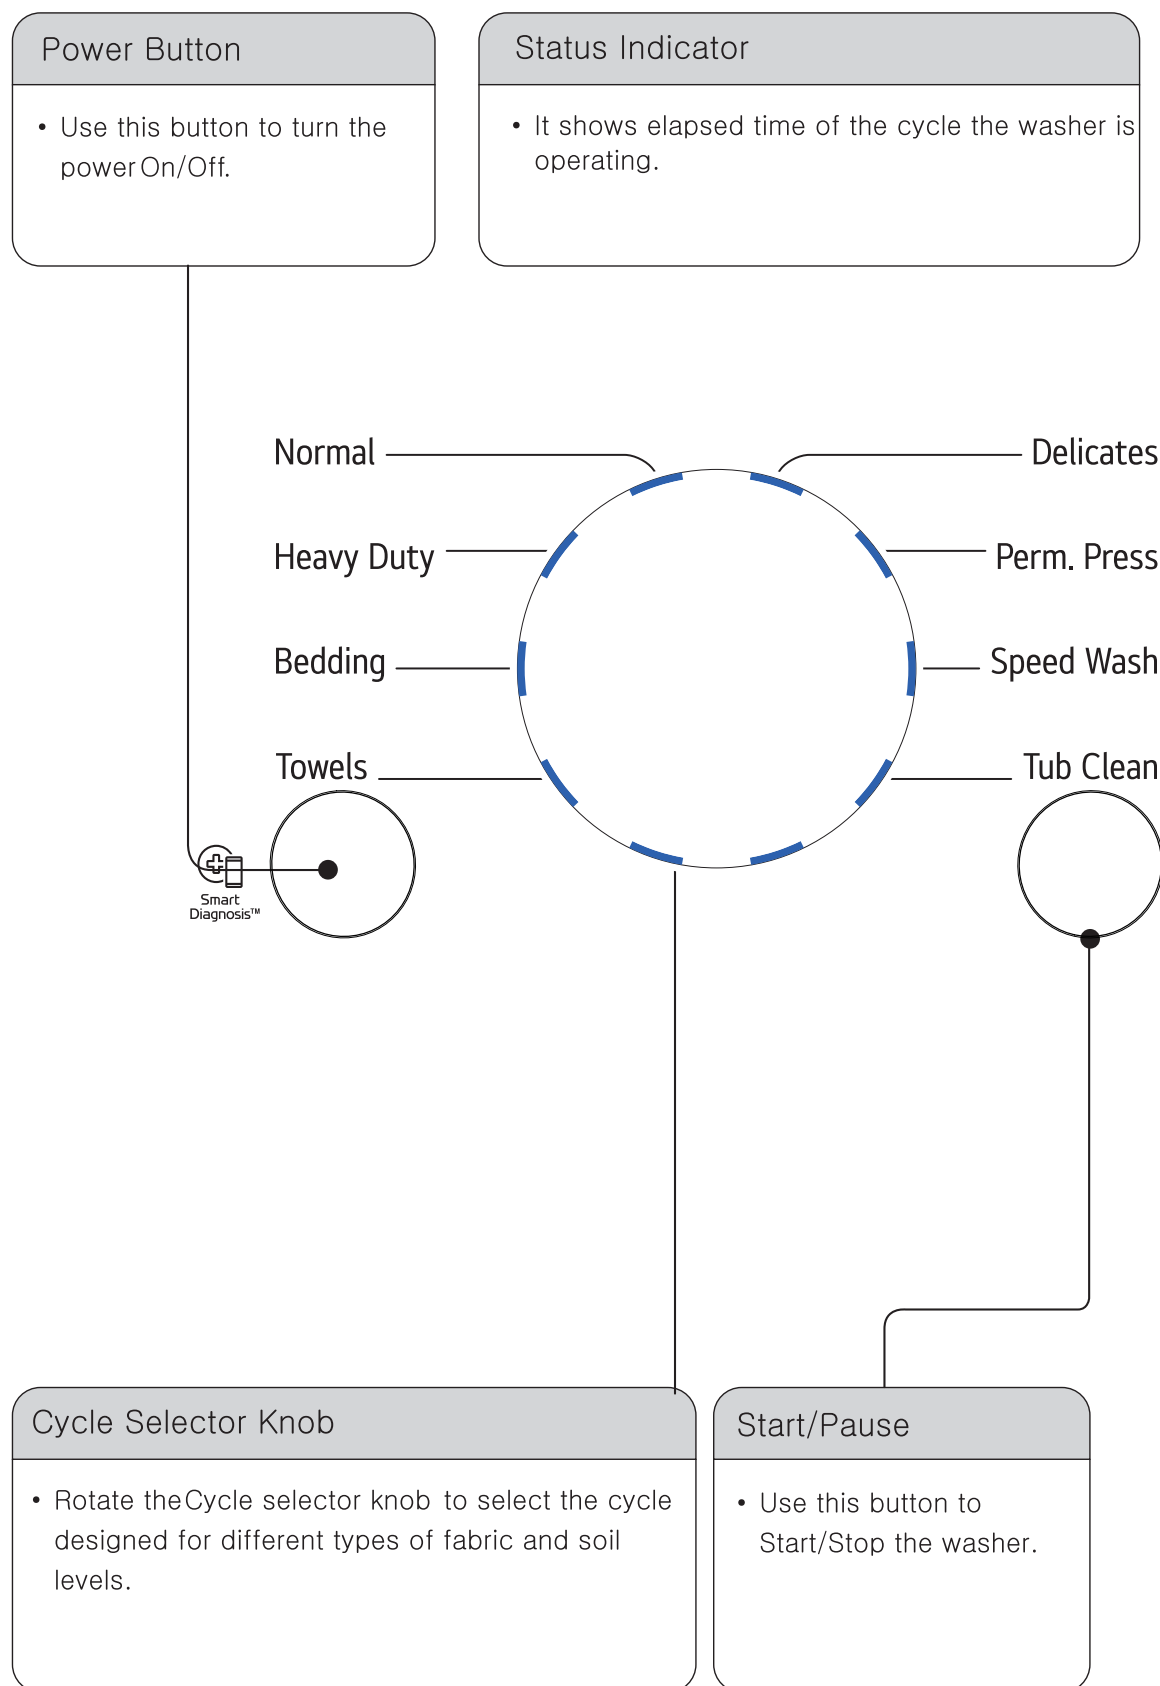 Power Button
• Use this button to turn the
power On/Off.
Status Indicator
• It shows elapsed time of the cycle the washer is
operating.
Normal
Delicates
Heavy Duty
Perm. Press
Bedding
Speed Wash
Towels
Tub Clean
Smart
Diagnosis™
Cycle Selector Knob
• Rotate theCycle selector knob to select the cycle
designed for different types of fabric and soil
levels.
Start/Pause
• Use this button to
Start/Stop the washer.